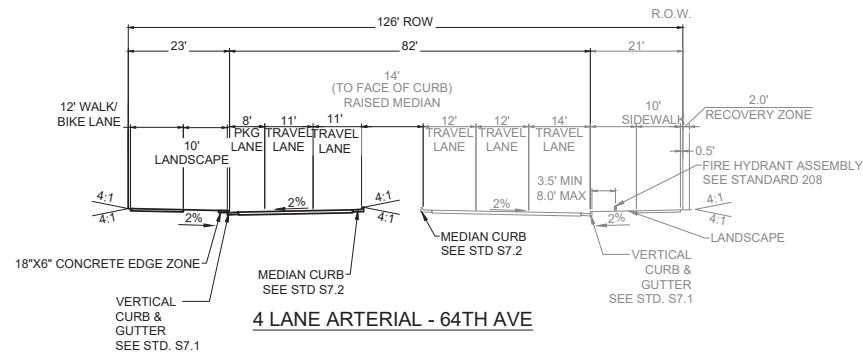 R.O.W.
126' ROW
23'
82'
21'
14'
(TO FACE OF CURB)
RAISED MEDIAN
12' WALK/
BIKE LANE
10'
LANDSCAPE
8'
PKG
LANE
11'
TRAVEL
LANE
11'
TRAVEL
LANE
12'
TRAVEL
LANE
12'
TRAVEL
LANE
14'
TRAVEL
LANE
10'
SIDEWALK
2.0'
RECOVERY ZONE
0.5'
FIRE HYDRANT ASSEMBLY
SEE STANDARD 208
3.5' MIN
8.0' MAX
4:1
4:1
2%
2%
4:1
4:1
2%
2%
4:1
4:1
LANDSCAPE
18"X6" CONCRETE EDGE ZONE
MEDIAN CURB
SEE STD S7.2
MEDIAN CURB
SEE STD S7.2
VERTICAL
CURB &
GUTTER
SEE STD. S7.1
VERTICAL
CURB &
GUTTER
SEE STD. S7.1
4 LANE ARTERIAL - 64TH AVE